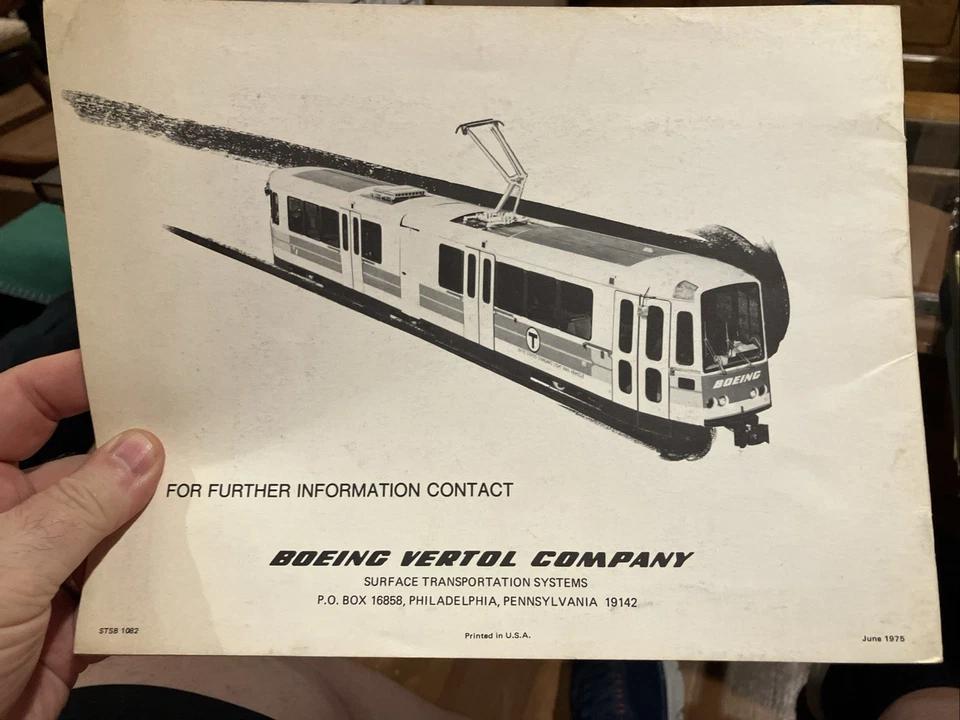 T
BOEING
FOR FURTHER INFORMATION CONTACT
BOEING VERTOL COMPANY
SURFACE TRANSPORTATION SYSTEMS
P.O. BOX 16858, PHILADELPHIA, PENNSYLVANIA 19142
STSB 1082
Printed in U.S.A.
June 1975